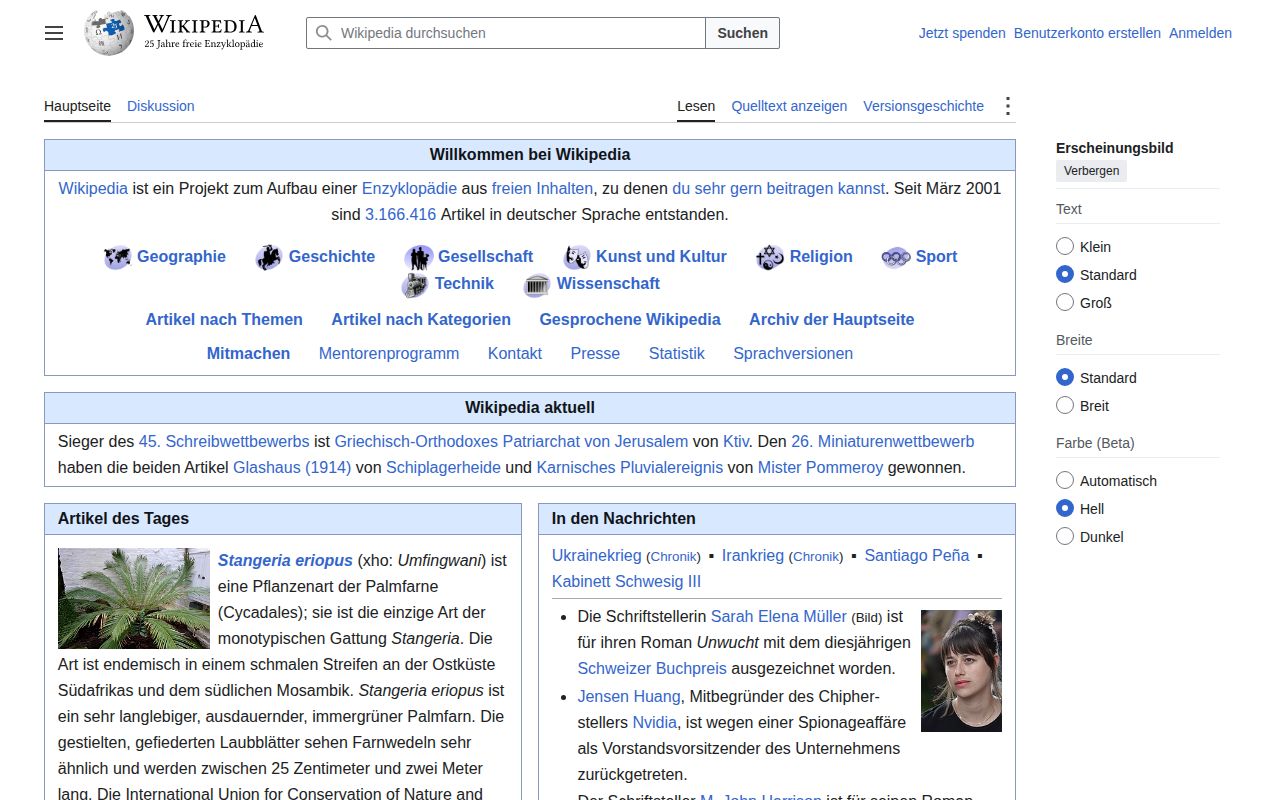 WIKIPEDIA
25 Jahre freie Enzyklopädie
Wikipedia durchsuchen
Suchen
Jetzt spenden Benutzerkonto erstellen Anmelden
Hauptseite Diskussion
Lesen Quelltext anzeigen Versionsgeschichte
Willkommen bei Wikipedia
Wikipedia ist ein Projekt zum Aufbau einer Enzyklopädie aus freien Inhalten, zu denen du sehr gern beitragen kannst. Seit März 2001
sind 3.166.416 Artikel in deutscher Sprache entstanden.
Geographie Geschichte Gesellschaft Kunst und Kultur Religion Sport
Technik Wissenschaft
Artikel nach Themen Artikel nach Kategorien Gesprochene Wikipedia Archiv der Hauptseite
Mitmachen Mentorenprogramm Kontakt Presse Statistik Sprachversionen
Wikipedia aktuell
Sieger des 45. Schreibwettbewerbs ist Griechisch-Orthodoxes Patriarchat von Jerusalem von Ktiv. Den 26. Miniaturenwettbewerb
haben die beiden Artikel Glashaus (1914) von Schiplagerheide und Karnisches Pluvialereignis von Mister Pommeroy gewonnen.
Artikel des Tages
Stangeria eriopus (xho: Umfingwani) ist
eine Pflanzenart der Palmfarne
(Cycadales); sie ist die einzige Art der
monotypischen Gattung Stangeria. Die
Art ist endemisch in einem schmalen Streifen an der Ostküste
Südafrikas und dem südlichen Mosambik. Stangeria eriopus ist
ein sehr langlebiger, ausdauernder, immergrüner Palmfarn. Die
gestielten, gefiederten Laubblätter sehen Farnwedeln sehr
ähnlich und werden zwischen 25 Zentimeter und zwei Meter
lang. Die International Union for Conservation of Nature and
In den Nachrichten
Ukrainekrieg (Chronik) ▪ Irankrieg (Chronik) ▪ Santiago Peña ▪
Kabinett Schwesig III
• Die Schriftstellerin Sarah Elena Müller (Bild) ist
für ihren Roman Unwucht mit dem diesjährigen
Schweizer Buchpreis ausgezeichnet worden.
• Jensen Huang, Mitbegründer des Chipher-
stellers Nvidia, ist wegen einer Spionageaffäre
als Vorstandsvorsitzender des Unternehmens
zurückgetreten.
Der Schriftsteller M. John Harrison ist für seinen Roman
Erscheinungsbild
Verbergen
Text
Klein
Standard
Groß
Breite
Standard
Breit
Farbe (Beta)
Automatisch
Hell
Dunkel